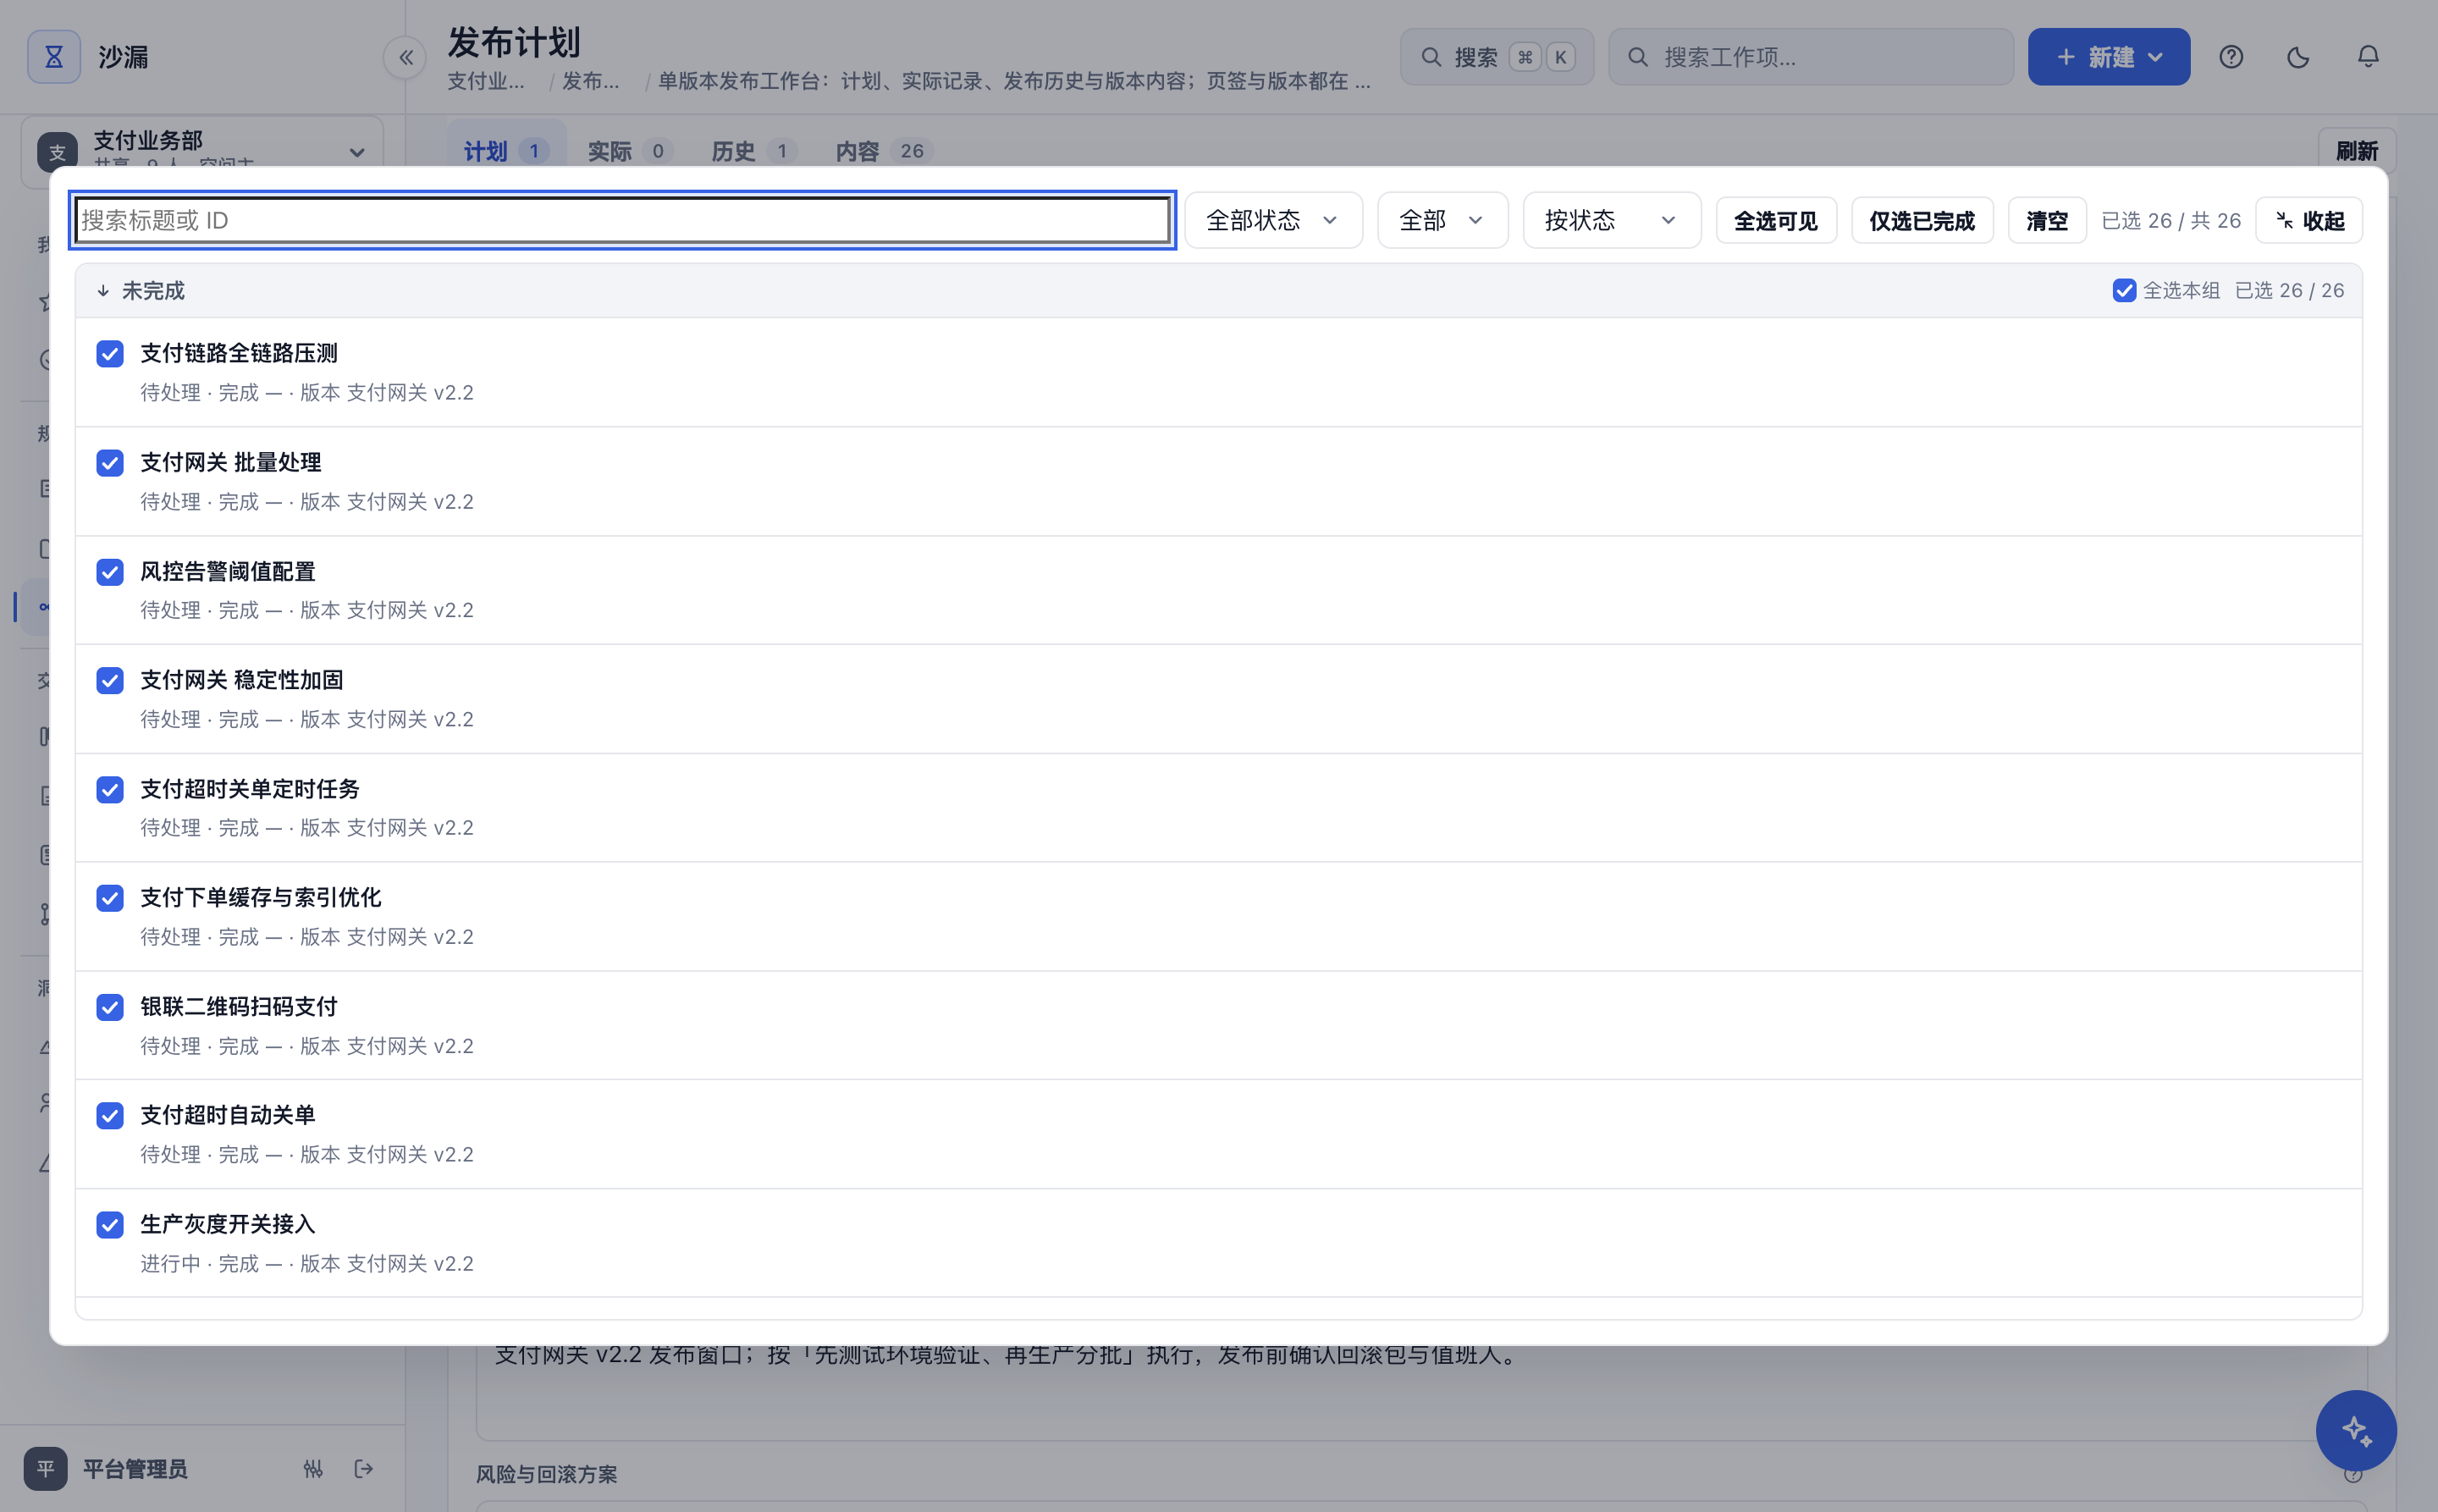 沙漏
发布计划
支付业... / 发布... / 单版本发布工作台：计划、实际记录、发布历史与版本内容；页签与版本都在 ...
搜索 ⌘ K
搜索工作项...
新建
支 支付业务部
计划 1 实际 0 历史 1 内容 26
刷新
搜索标题或 ID
全部状态 全部 按状态 全选可见 仅选已完成 清空 已选 26 / 共 26 收起
未完成 全选本组 已选 26 / 26
支付链路全链路压测
待处理 · 完成 — · 版本 支付网关 v2.2
支付网关 批量处理
待处理 · 完成 — · 版本 支付网关 v2.2
风控告警阈值配置
待处理 · 完成 — · 版本 支付网关 v2.2
支付网关 稳定性加固
待处理 · 完成 — · 版本 支付网关 v2.2
支付超时关单定时任务
待处理 · 完成 — · 版本 支付网关 v2.2
支付下单缓存与索引优化
待处理 · 完成 — · 版本 支付网关 v2.2
银联二维码扫码支付
待处理 · 完成 — · 版本 支付网关 v2.2
支付超时自动关单
待处理 · 完成 — · 版本 支付网关 v2.2
生产灰度开关接入
进行中 · 完成 — · 版本 支付网关 v2.2
支付网关 v2.2 发布窗口；按「先测试环境验证、再生产分批」执行，发布前确认回滚包与值班人。
风险与回滚方案
平 平台管理员